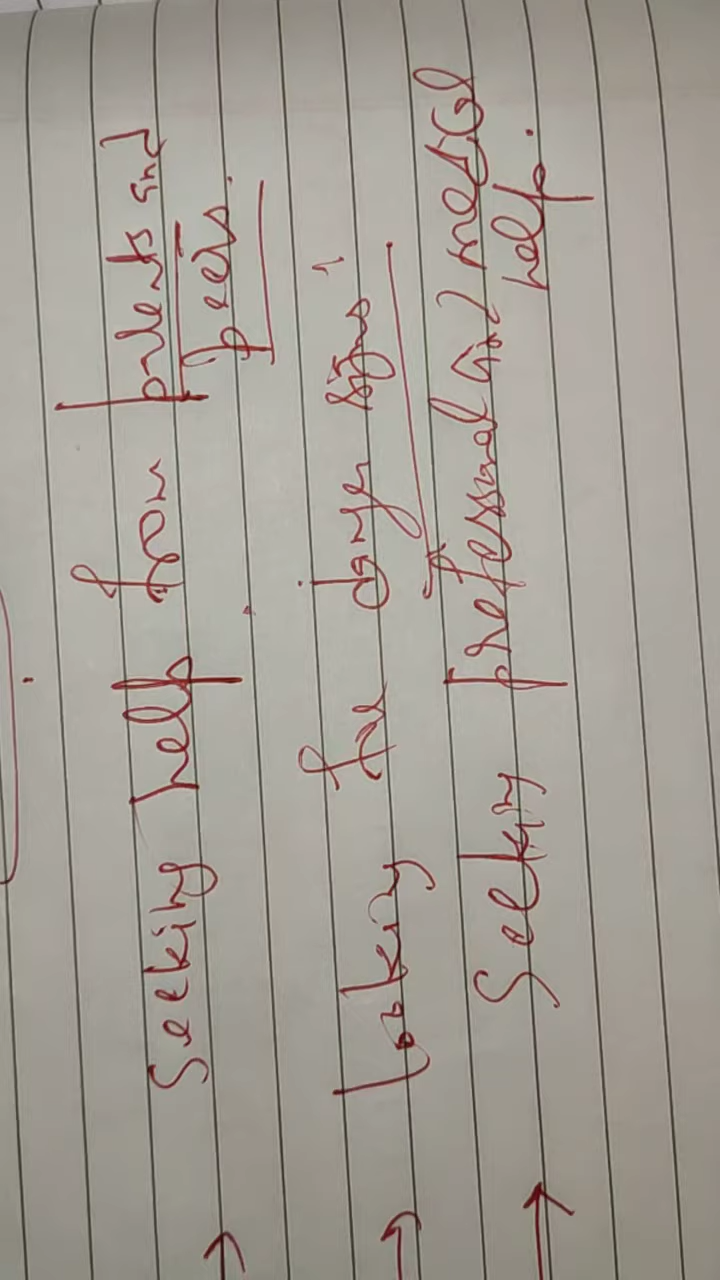 → Seeking help from parents and
peers.
→ Looking for danger signs'
→ Seeking professional and medical
help.